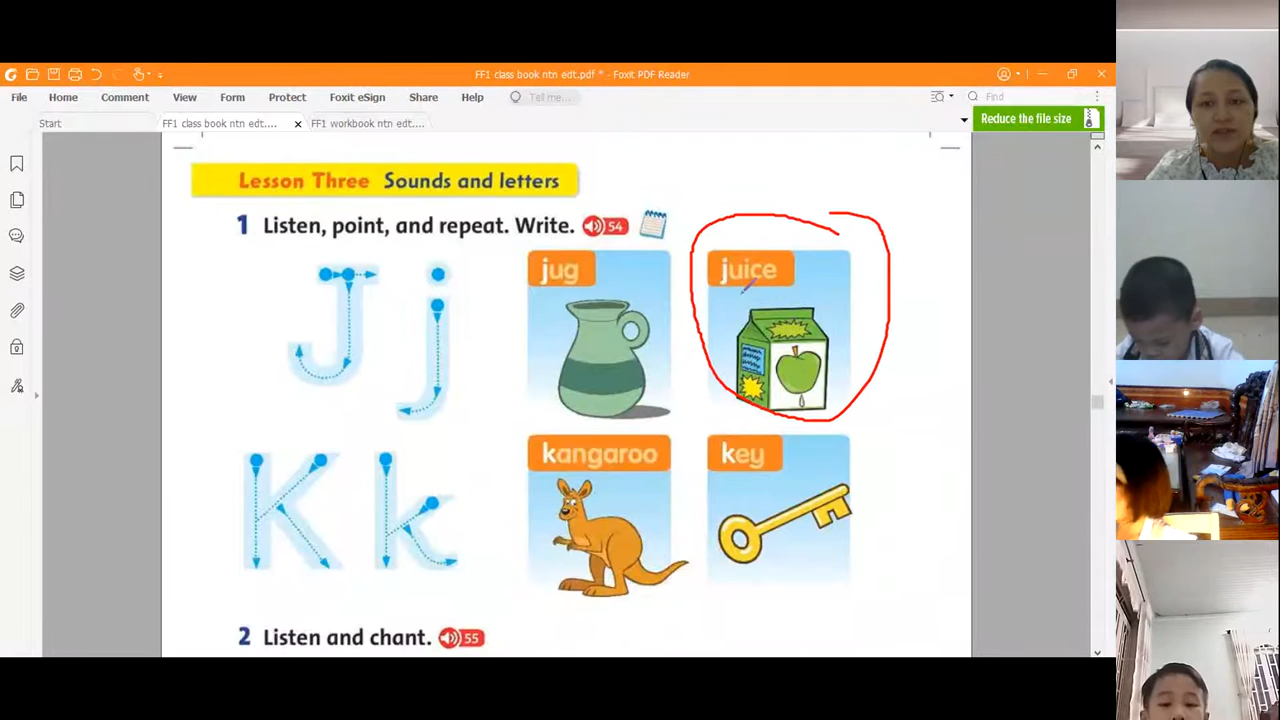 FF1 class book ntn edt.pdf * - Foxit PDF Reader
File Home Comment View Form Protect Foxit eSign Share Help Tell me... Find
Start FF1 class book ntn edt.... FF1 workbook ntn edt.... Reduce the file size
Lesson Three Sounds and letters
1 Listen, point, and repeat. Write. 54
J j
jug
juice
K k
kangaroo
key
2 Listen and chant. 55